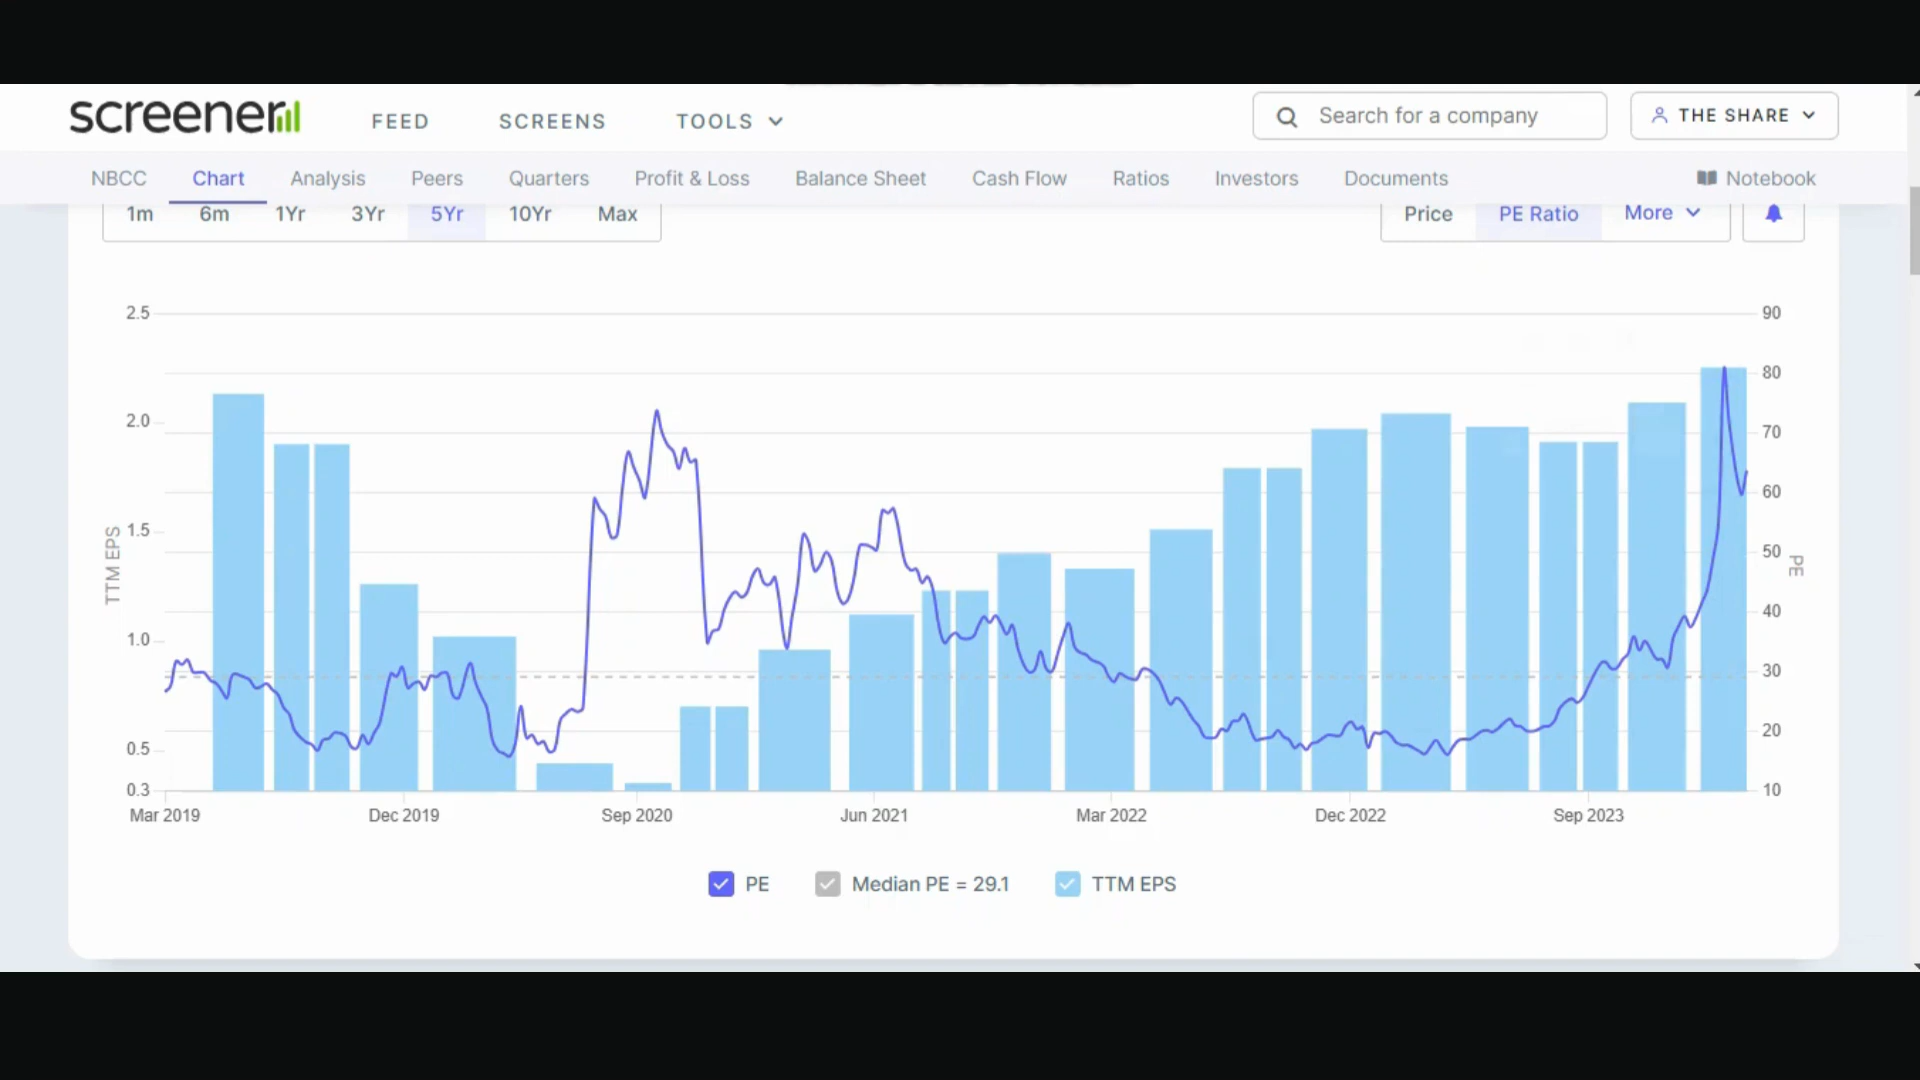 screener
FEED SCREENS TOOLS
Search for a company
THE SHARE
NBCC Chart Analysis Peers Quarters Profit & Loss Balance Sheet Cash Flow Ratios Investors Documents Notebook
1m 6m 1Yr 3Yr 5Yr 10Yr Max Price PE Ratio More
2.5 90
80
2.0
70
60
1.5
50
TTM EPS PE
40
1.0
30
20
0.5
0.3 10
Mar 2019 Dec 2019 Sep 2020 Jun 2021 Mar 2022 Dec 2022 Sep 2023
PE Median PE = 29.1 TTM EPS